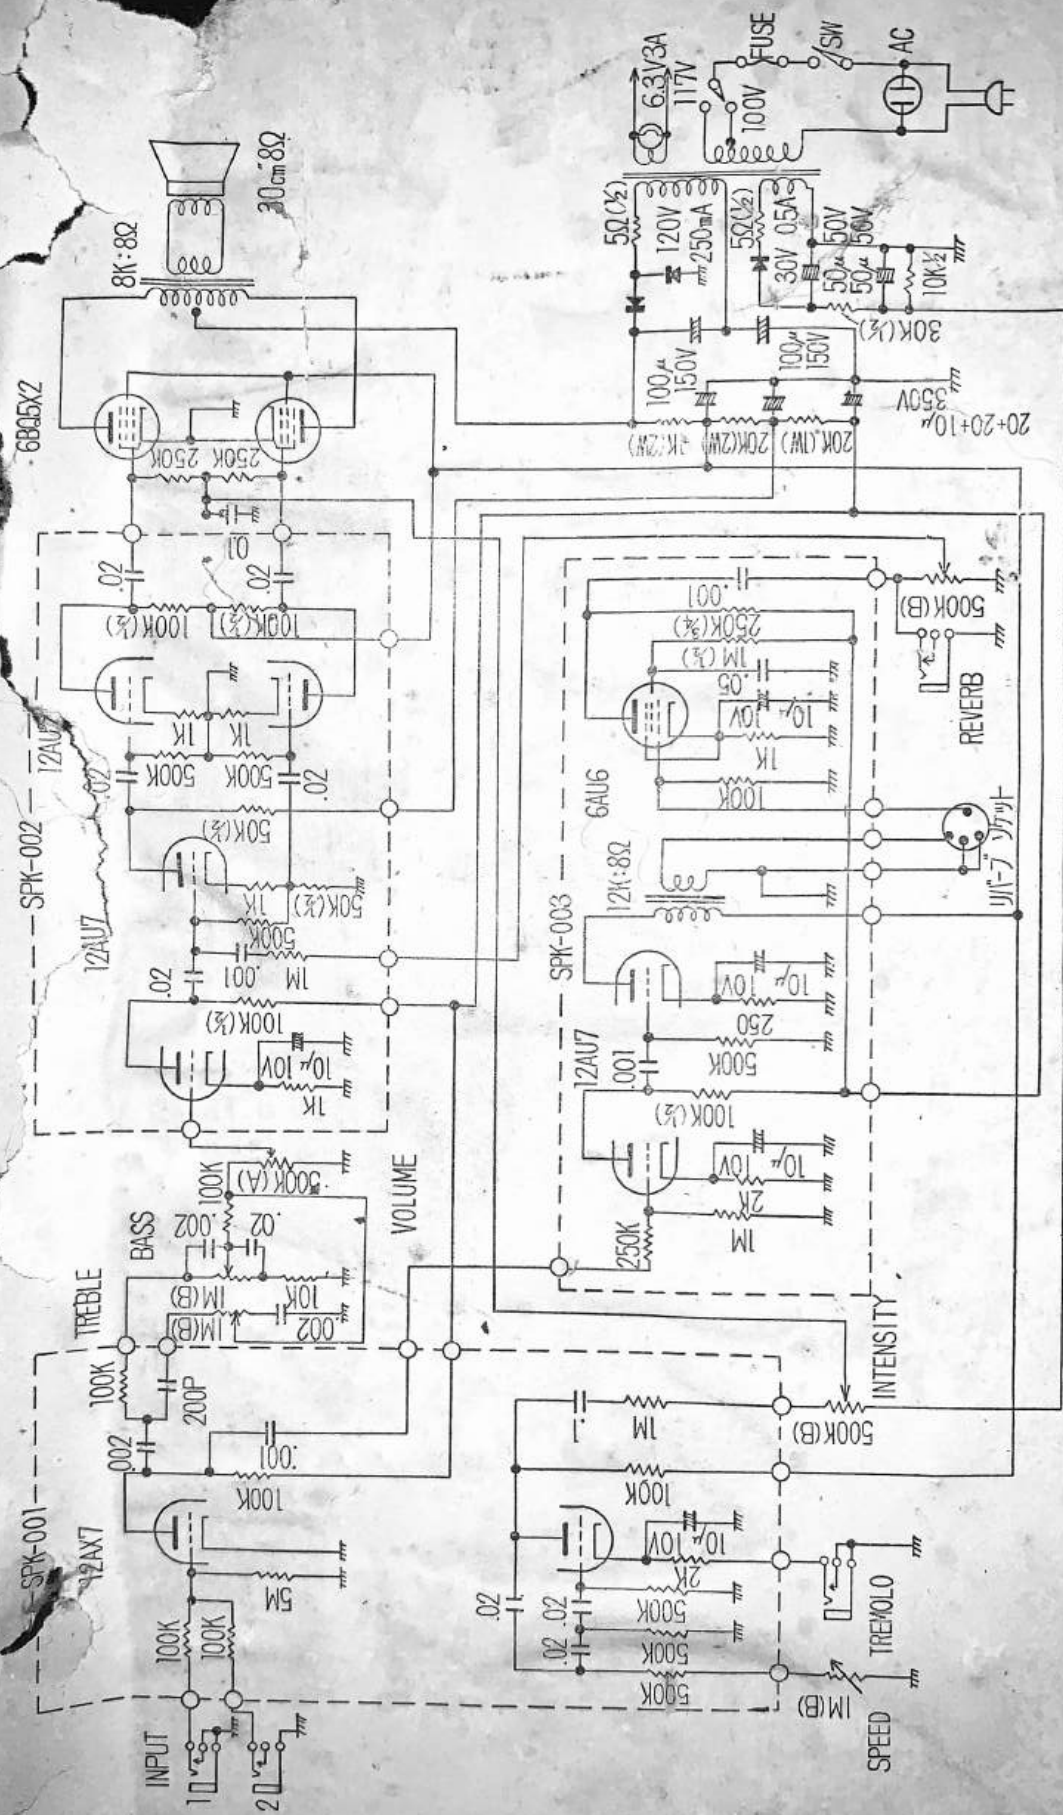 SPK-001
12AX7
INPUT
1
2
100K
100K
5M
.002
100K
200P
.001
100K
TREBLE
BASS
1M(B)
1M(B)
.002
.02
10K
.002
100K
500K(A)
VOLUME
SPK-002
12AU7
1K
10μ 10V
100K(½)
.02
.001
1M
500K
1K
50K(½)
50K(½)
.02
.02
500K
500K
1K
1K
100K(½)
100K(½)
.02
.02
0.1
250K
250K
6BQ5X2
8K:8Ω
30cm 8Ω
SPK-003
250K
1M
2K
10μ 10V
100K(½)
12AU7
.001
500K
250
10μ 10V
12K:8Ω
6AU6
100K
1K
10μ 10V
.05
1M(½)
250K(¾)
.001
リバーブ ソケット
REVERB
500K(B)
.02
.02
.02
500K
500K
500K
2K
10μ 10V
100K
.1
1M
500K(B)
INTENSITY
SPEED
1M(B)
TREMOLO
20K(2W)
20K(1W)
20+20+10μ
350V
100μ
150V
100μ
150V
5Ω(½)
120V
250mA
5Ω(½)
30V 0.5A
50μ 50V
50μ 50V
30K(½)
10K½
6.3V3A
117V
100V
FUSE
SW
AC